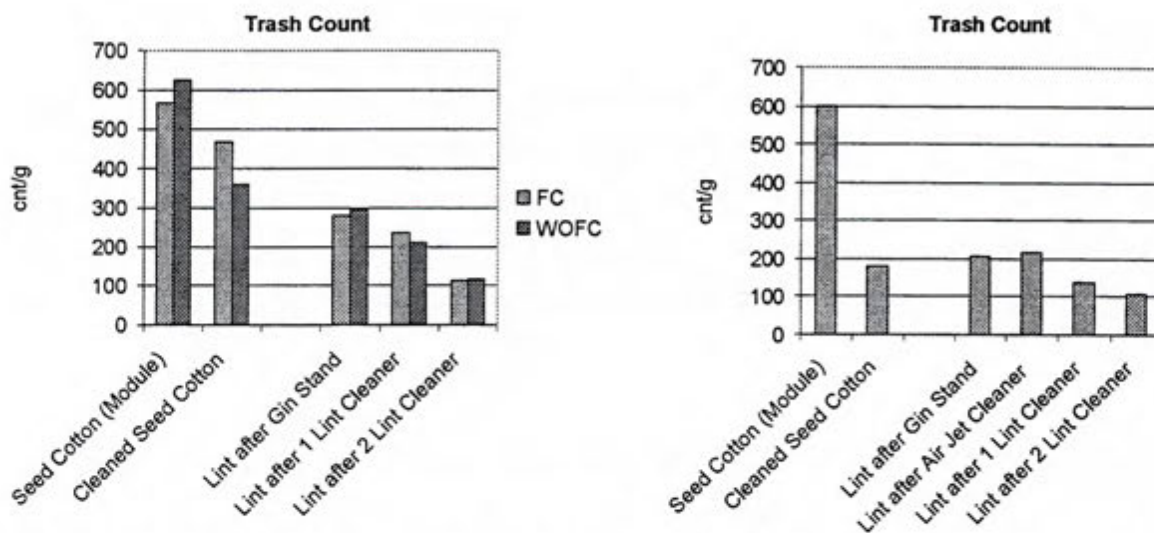 Trash Count
700
600
500
400
300
200
100
0
cnt/g
Seed Cotton (Module)
Cleaned Seed Cotton
Lint after Gin Stand
Lint after 1 Lint Cleaner
Lint after 2 Lint Cleaner
FC
WOFC
Trash Count
700
600
500
400
300
200
100
0
cnt/g
Seed Cotton (Module)
Cleaned Seed Cotton
Lint after Gin Stand
Lint after Air Jet Cleaner
Lint after 1 Lint Cleaner
Lint after 2 Lint Cleaner